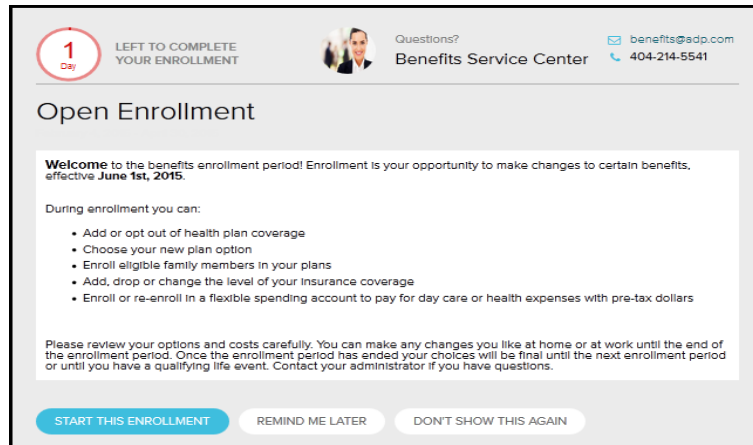 1
Day
LEFT TO COMPLETE
YOUR ENROLLMENT
Questions?
Benefits Service Center
benefits@adp.com
404-214-5541
Open Enrollment
Welcome to the benefits enrollment period! Enrollment is your opportunity to make changes to certain benefits,
effective June 1st, 2015.
During enrollment you can:
• Add or opt out of health plan coverage
• Choose your new plan option
• Enroll eligible family members in your plans
• Add, drop or change the level of your insurance coverage
• Enroll or re-enroll in a flexible spending account to pay for day care or health expenses with pre-tax dollars
Please review your options and costs carefully. You can make any changes you like at home or at work until the end of
the enrollment period. Once the enrollment period has ended your choices will be final until the next enrollment period
or until you have a qualifying life event. Contact your administrator if you have questions.
START THIS ENROLLMENT
REMIND ME LATER
DON'T SHOW THIS AGAIN